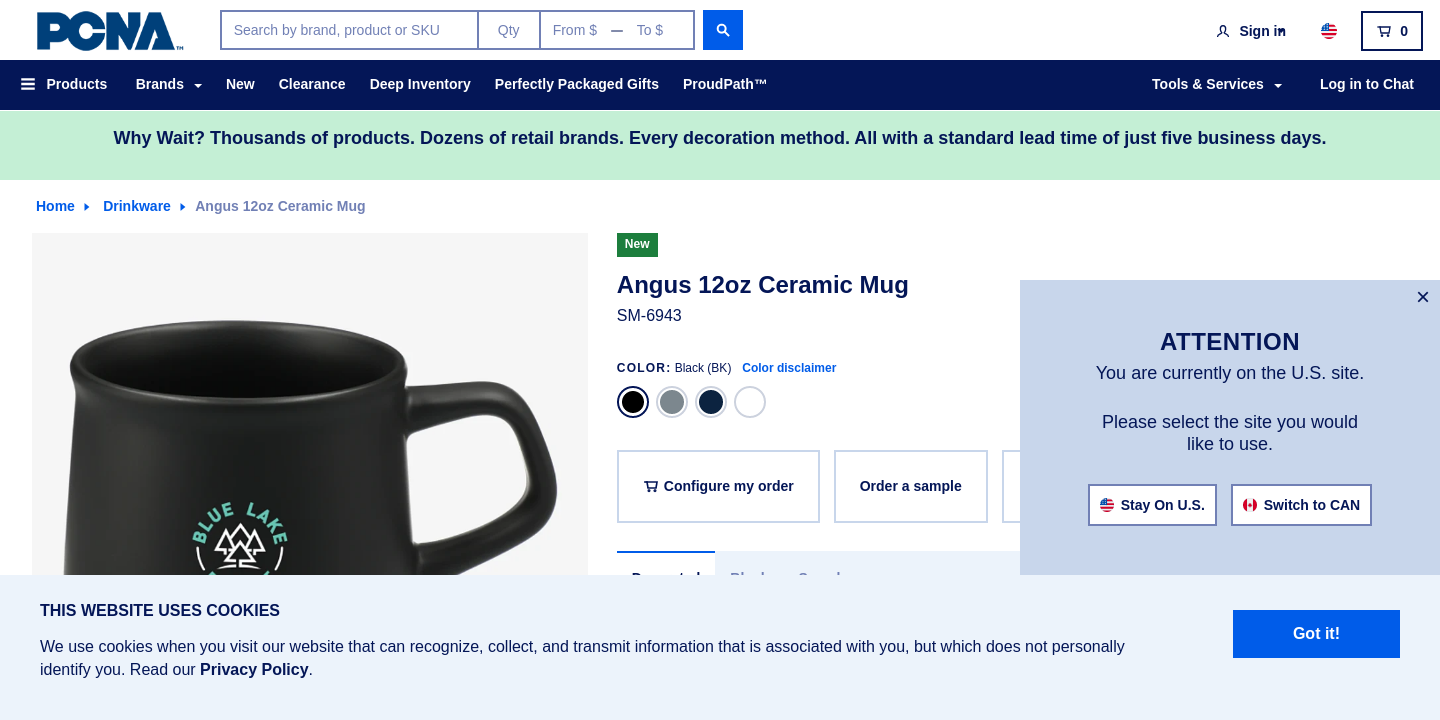 PCNA™
Search by brand, product or SKU
Qty
From $ — To $
Sign in
0
Products
Brands
New
Clearance
Deep Inventory
Perfectly Packaged Gifts
ProudPath™
Tools & Services
Log in to Chat
Why Wait? Thousands of products. Dozens of retail brands. Every decoration method. All with a standard lead time of just five business days.
Home
Drinkware
Angus 12oz Ceramic Mug
BLUE LAKE
New
Angus 12oz Ceramic Mug
SM-6943
COLOR: Black (BK) Color disclaimer
Configure my order
Order a sample
×
ATTENTION
You are currently on the U.S. site.
Please select the site you would
like to use.
Stay On U.S.
Switch to CAN
THIS WEBSITE USES COOKIES
We use cookies when you visit our website that can recognize, collect, and transmit information that is associated with you, but which does not personally
identify you. Read our Privacy Policy.
Got it!